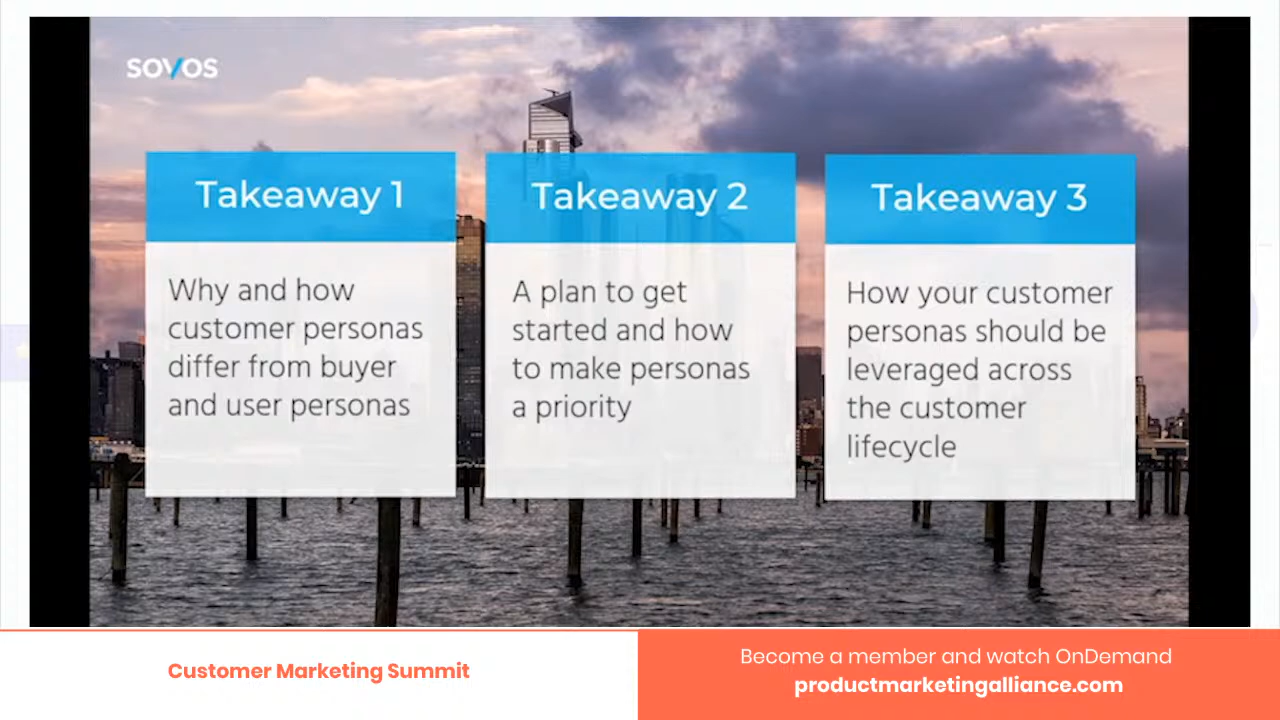 SOVOS
Takeaway 1
Why and how
customer personas
differ from buyer
and user personas
Takeaway 2
A plan to get
started and how
to make personas
a priority
Takeaway 3
How your customer
personas should be
leveraged across
the customer
lifecycle
Customer Marketing Summit
Become a member and watch OnDemand
productmarketingalliance.com